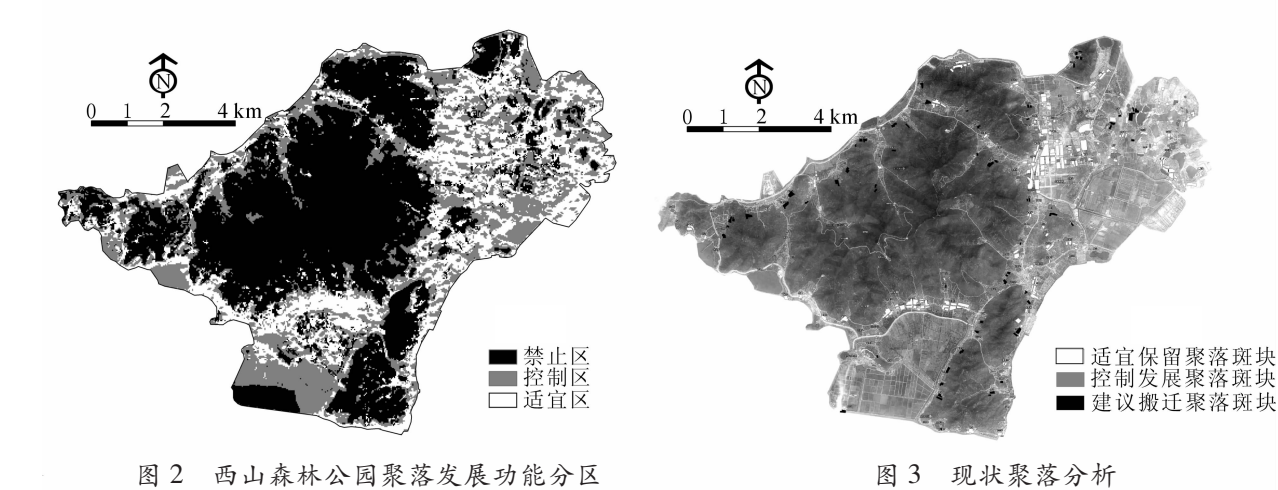 N
0 1 2 4 km
禁止区
控制区
适宜区
图 2 西山森林公园聚落发展功能分区
N
0 1 2 4 km
适宜保留聚落斑块
控制发展聚落斑块
建议搬迁聚落斑块
图 3 现状聚落分析